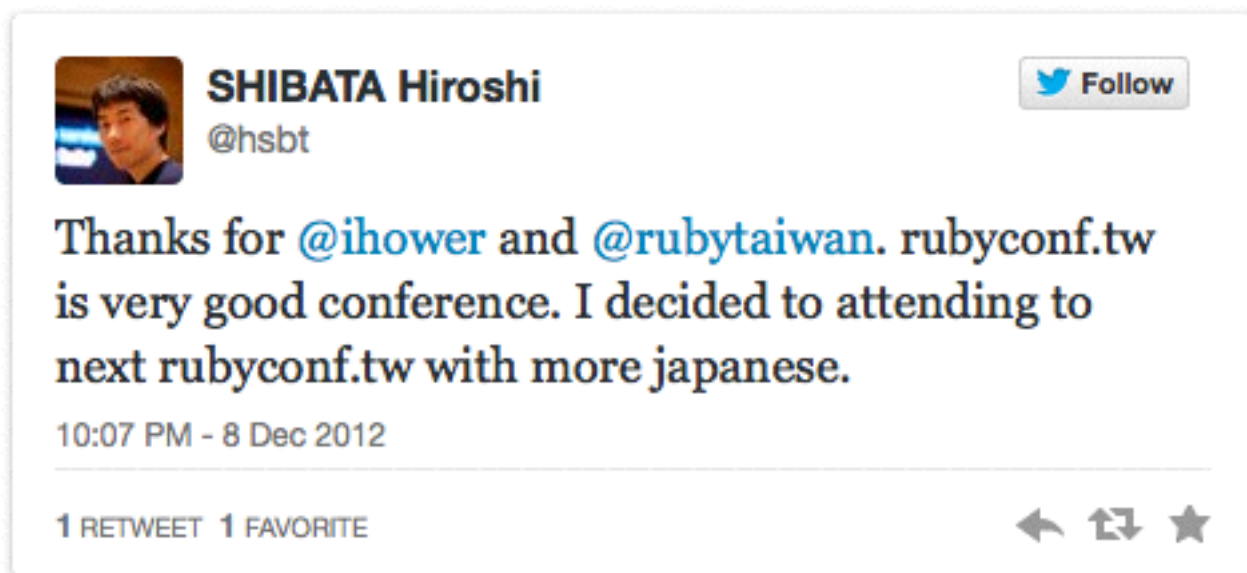 SHIBATA Hiroshi
Follow
@hsbt
Thanks for @ihower and @rubytaiwan. rubyconf.tw
is very good conference. I decided to attending to
next rubyconf.tw with more japanese.
10:07 PM - 8 Dec 2012
1 RETWEET 1 FAVORITE